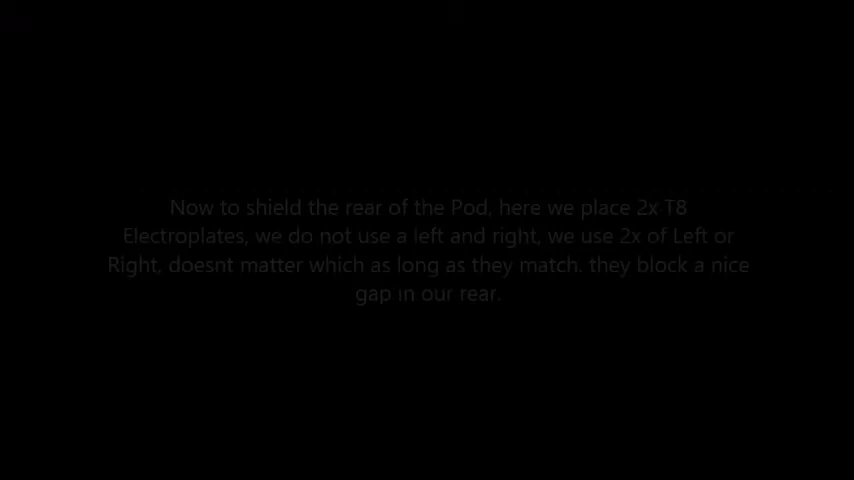 Now to shield the rear of the Pod, here we place 2x T8
Electroplates, we do not use a left and right, we use 2x of Left or
Right, doesnt matter which as long as they match. they block a nice
gap in our rear.